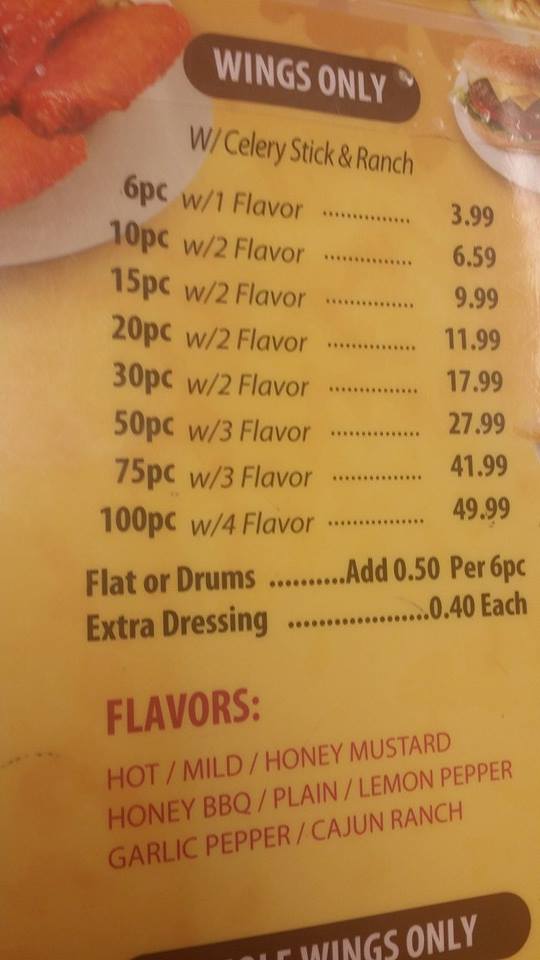 WINGS ONLY
W/ Celery Stick & Ranch
6pc w/1 Flavor ............... 3.99
10pc w/2 Flavor ............... 6.59
15pc w/2 Flavor ............... 9.99
20pc w/2 Flavor ............... 11.99
30pc w/2 Flavor ............... 17.99
50pc w/3 Flavor ............... 27.99
75pc w/3 Flavor ............... 41.99
100pc w/4 Flavor ................ 49.99
Flat or Drums ..........Add 0.50 Per 6pc
Extra Dressing ...................0.40 Each
FLAVORS:
HOT / MILD / HONEY MUSTARD
HONEY BBQ / PLAIN / LEMON PEPPER
GARLIC PEPPER / CAJUN RANCH
WINGS ONLY